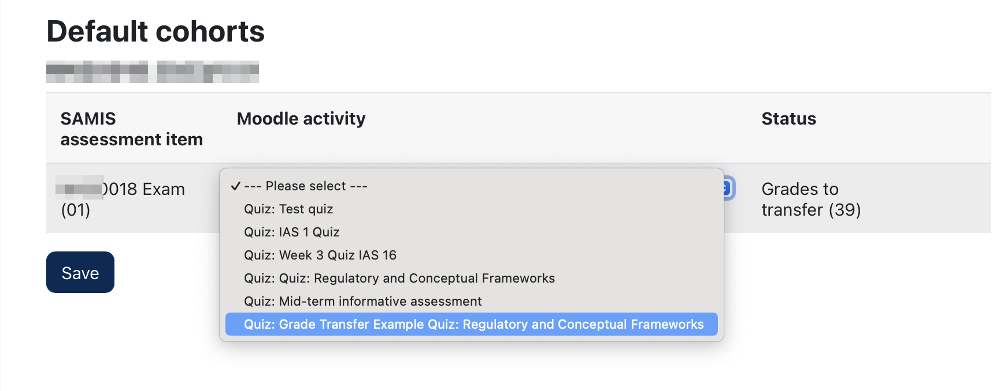 Default cohorts
SAMIS
assessment item
Moodle activity
Status
0018 Exam
(01)
✓ --- Please select ---
Quiz: Test quiz
Quiz: IAS 1 Quiz
Quiz: Week 3 Quiz IAS 16
Quiz: Quiz: Regulatory and Conceptual Frameworks
Quiz: Mid-term informative assessment
Quiz: Grade Transfer Example Quiz: Regulatory and Conceptual Frameworks
Grades to
transfer (39)
Save